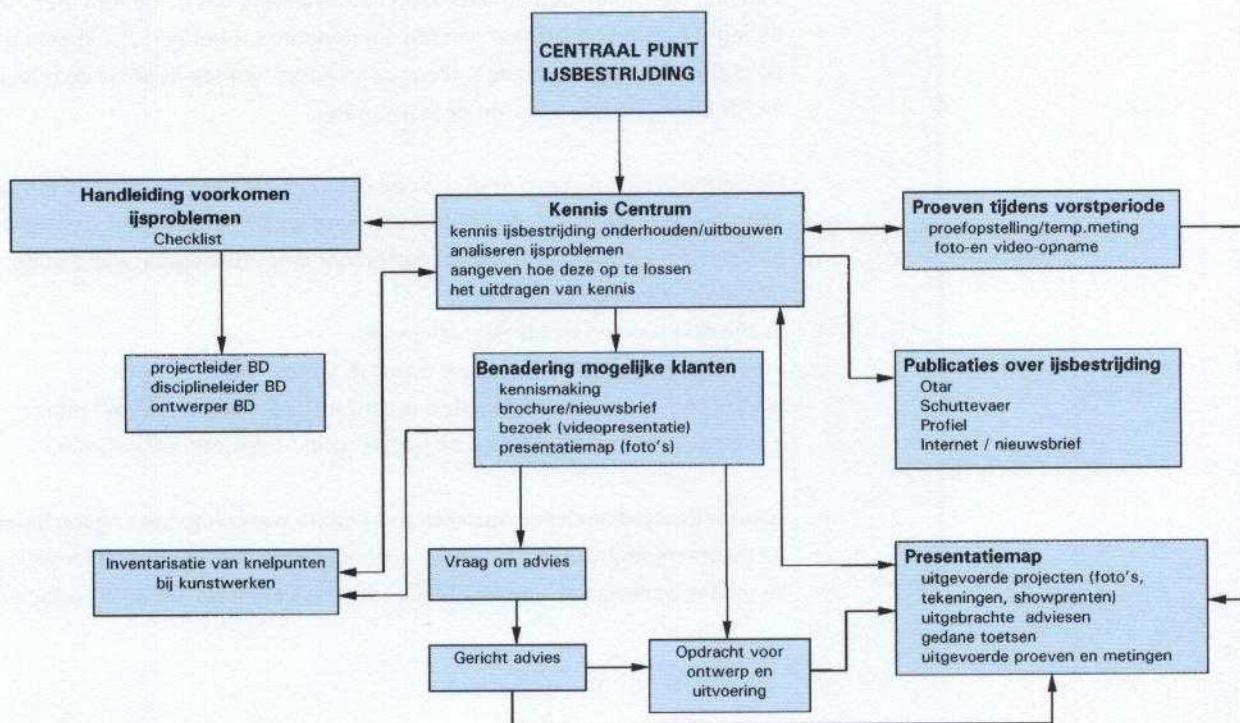 CENTRAAL PUNT
IJSBESTRIJDING
Handleiding voorkomen
ijsproblemen
Checklist
Kennis Centrum
kennis ijsbestrijding onderhouden/uitbouwen
analiseren ijsproblemen
aangeven hoe deze op te lossen
het uitdragen van kennis
Proeven tijdens vorstperiode
proefopstelling/temp.meting
foto-en video-opname
projectleider BD
disciplineleider BD
ontwerper BD
Benadering mogelijke klanten
kennismaking
brochure/nieuwsbrief
bezoek (videopresentatie)
presentatiemap (foto's)
Publicaties over ijsbestrijding
Otar
Schuttevaer
Profiel
Internet / nieuwsbrief
Inventarisatie van knelpunten
bij kunstwerken
Vraag om advies
Presentatiemap
uitgevoerde projecten (foto's,
tekeningen, showprenten)
uitgebrachte adviesen
gedane toetsen
uitgevoerde proeven en metingen
Gericht advies
Opdracht voor
ontwerp en
uitvoering